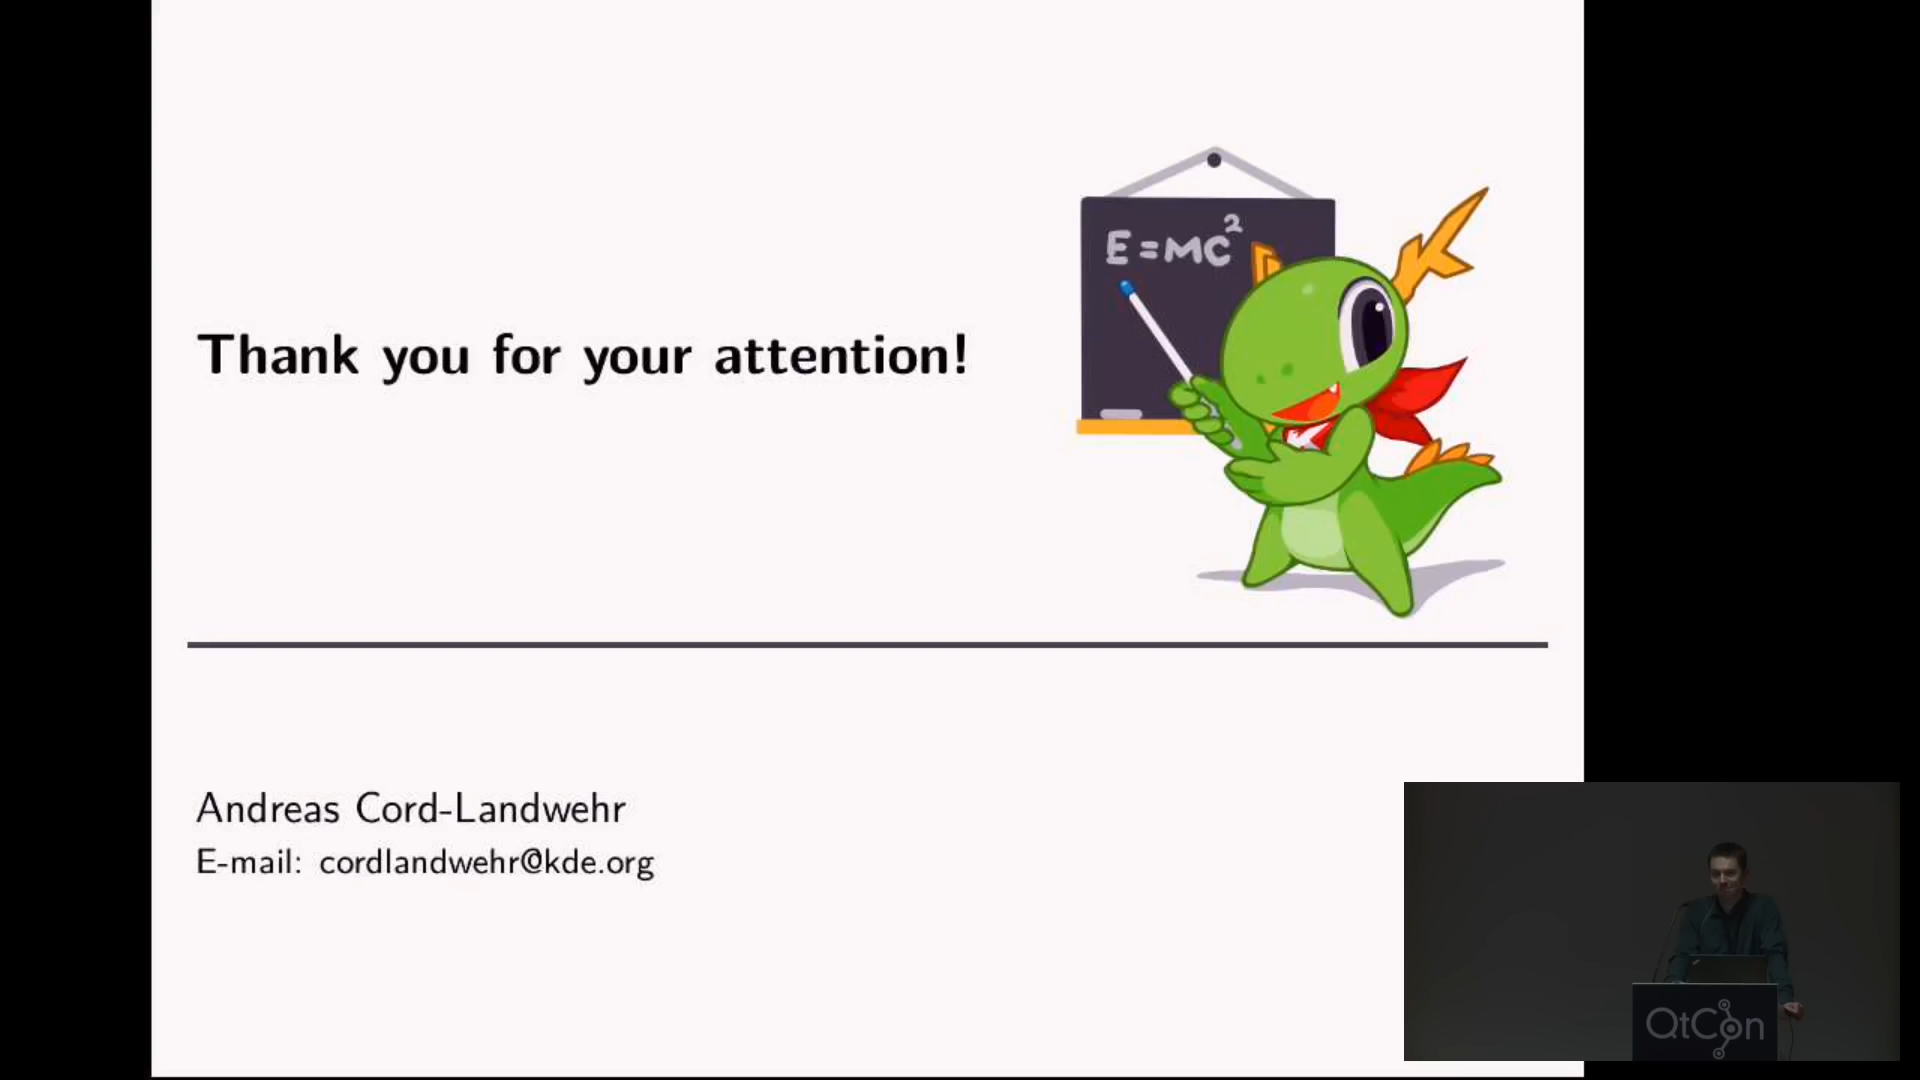 E=MC²
Thank you for your attention!
Andreas Cord-Landwehr
E-mail: cordlandwehr@kde.org
QtCon